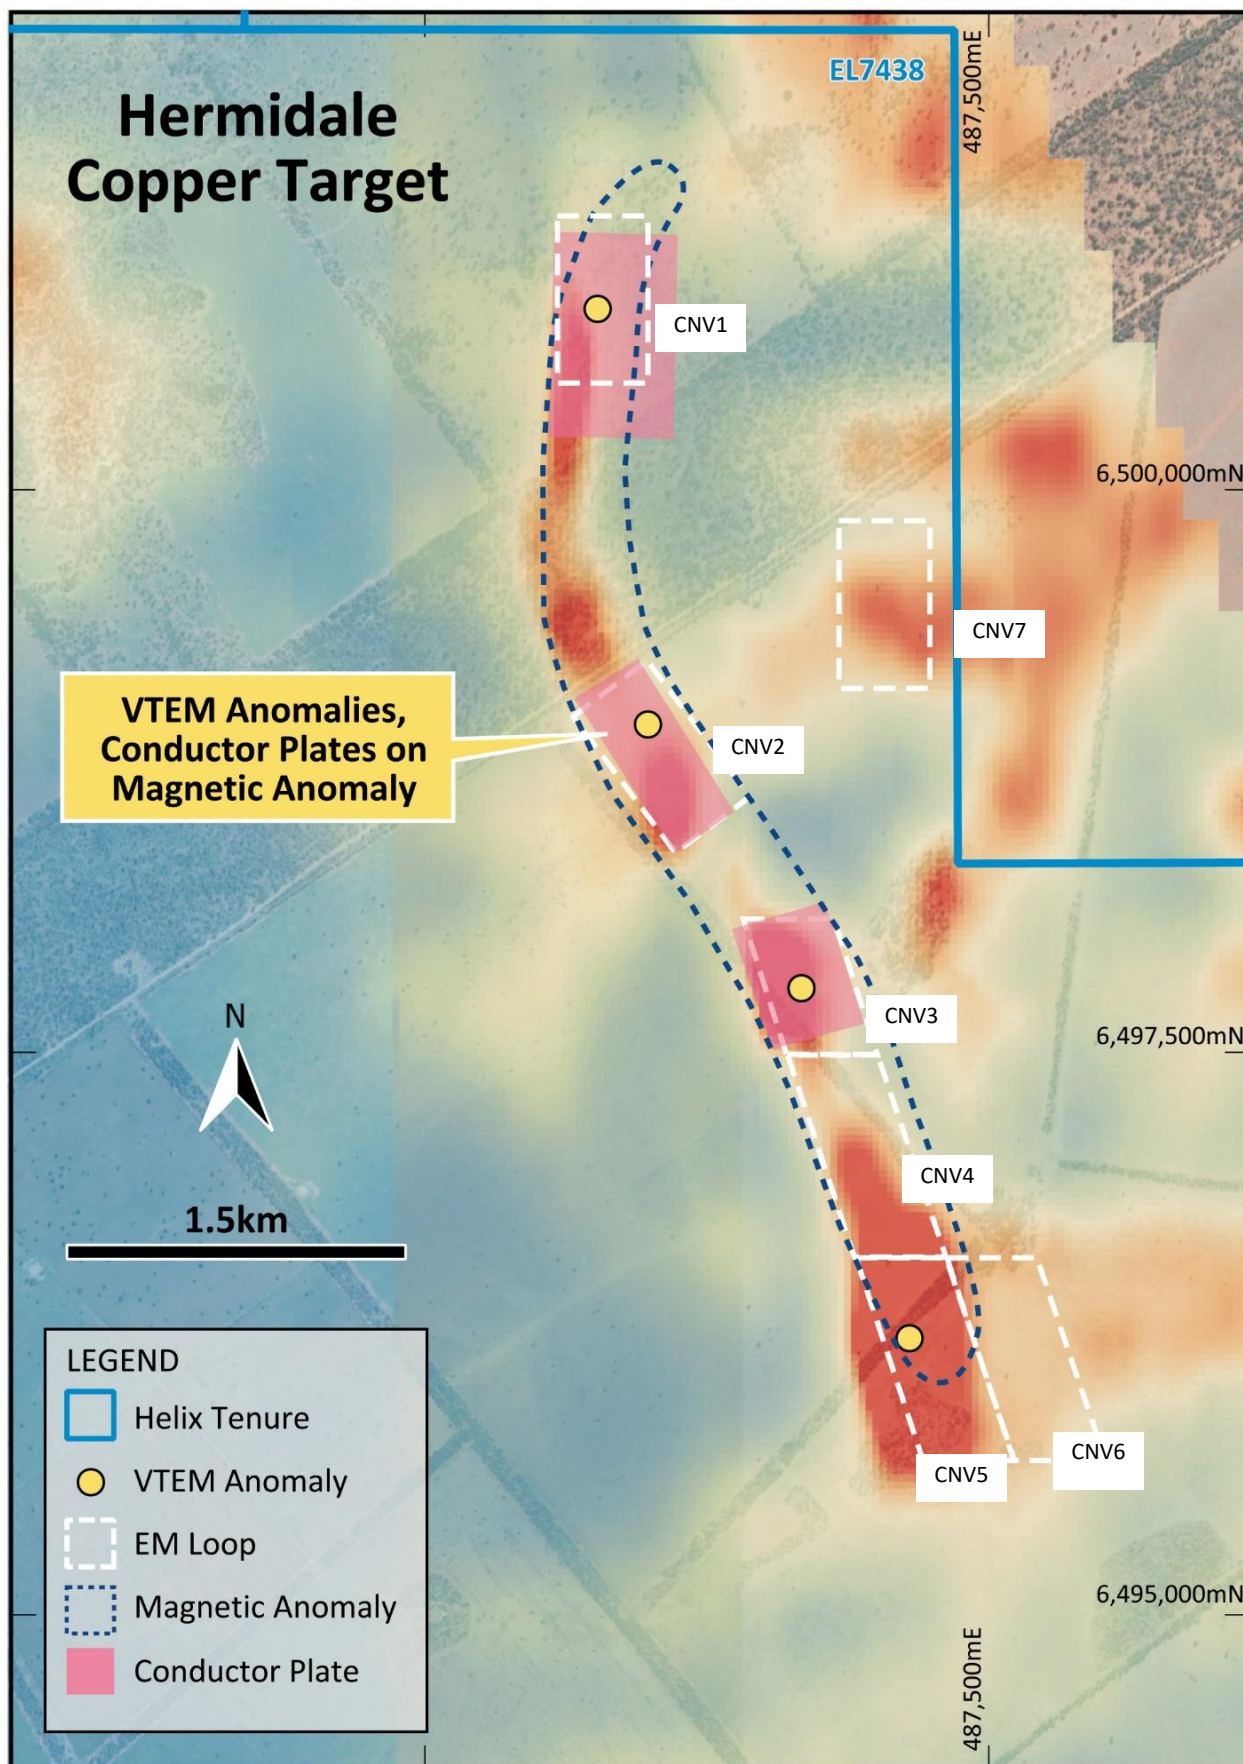 EL7438
487,500mE
Hermidale
Copper Target
CNV1
6,500,000mN
CNV7
VTEM Anomalies,
Conductor Plates on
Magnetic Anomaly
CNV2
CNV3
N
6,497,500mN
CNV4
1.5km
CNV6
CNV5
LEGEND
Helix Tenure
VTEM Anomaly
EM Loop
Magnetic Anomaly
Conductor Plate
6,495,000mN
487,500mE